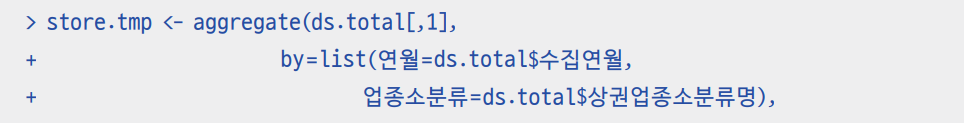 > store.tmp <- aggregate(ds.total[,1],
+ by=list(연월=ds.total$수집연월,
+ 업종소분류=ds.total$상권업종소분류명),